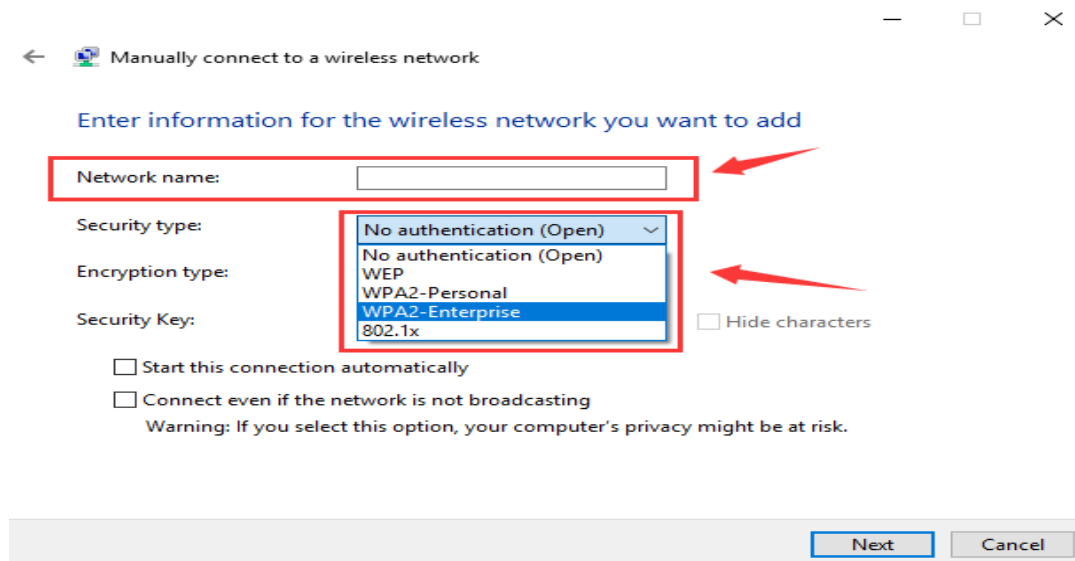 Manually connect to a wireless network
Enter information for the wireless network you want to add
Network name:
Security type:
No authentication (Open)
No authentication (Open)
WEP
Encryption type:
WPA2-Personal
WPA2-Enterprise
Security Key:
802.1x
Hide characters
Start this connection automatically
Connect even if the network is not broadcasting
Warning: If you select this option, your computer's privacy might be at risk.
Next
Cancel